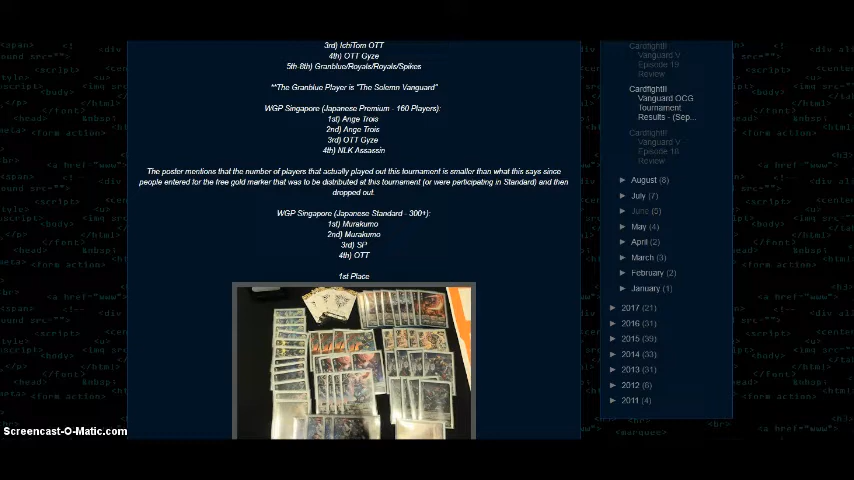 3rd) IchiTom OTT
4th) OTT Gyze
5th-8th) Granblue/Royals/Royals/Spikes
**The Granblue Player is "The Solemn Vanguard"
WGP Singapore (Japanese Premium - 160 Players):
1st) Ange Trois
2nd) Ange Trois
3rd) OTT Gyze
4th) NLK Assassin
The poster mentions that the number of players that actually played out this tournament is smaller than what this says since
people entered for the free gold marker that was to be distributed at this tournament (or were participating in Standard) and then
dropped out.
WGP Singapore (Japanese Standard - 300+):
1st) Murakumo
2nd) Murakumo
3rd) SP
4th) OTT
1st Place
Cardfight!!
Vanguard V
Episode 19
Review
Cardfight!!
Vanguard OCG
Tournament
Results - (Sep...
Cardfight!!
Vanguard V
Episode 18
Review
► August (8)
► July (7)
► June (5)
► May (4)
► April (2)
► March (3)
► February (2)
► January (1)
► 2017 (21)
► 2016 (31)
► 2015 (39)
► 2014 (33)
► 2013 (31)
► 2012 (6)
► 2011 (4)
Screencast-O-Matic.com